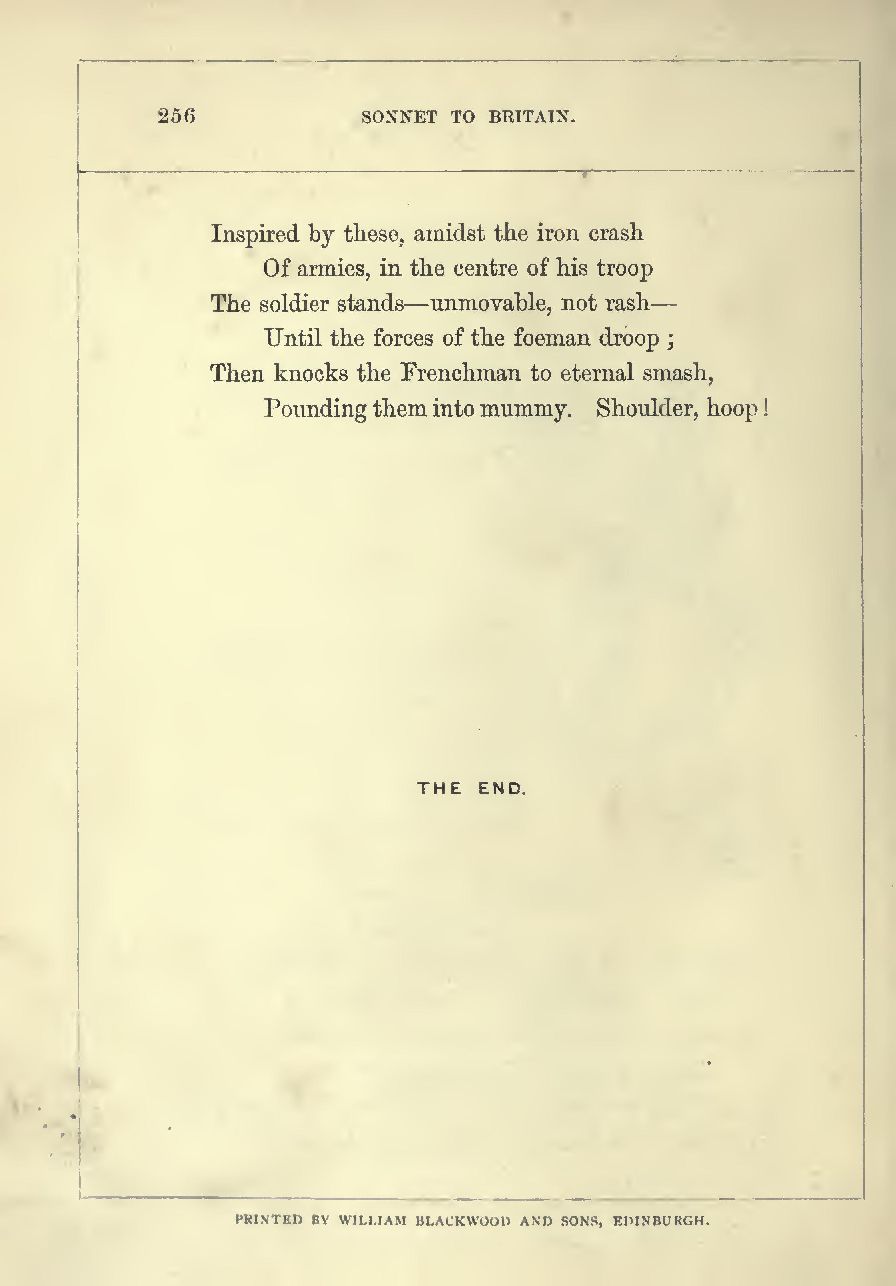 256 SONNET TO BRITAIN.
Inspired by these, amidst the iron crash
Of armies, in the centre of his troop
The soldier stands—unmovable, not rash—
Until the forces of the foeman droop ;
Then knocks the Frenchman to eternal smash,
Pounding them into mummy. Shoulder, hoop !
THE END.
PRINTED BY WILLIAM BLACKWOOD AND SONS, EDINBURGH.